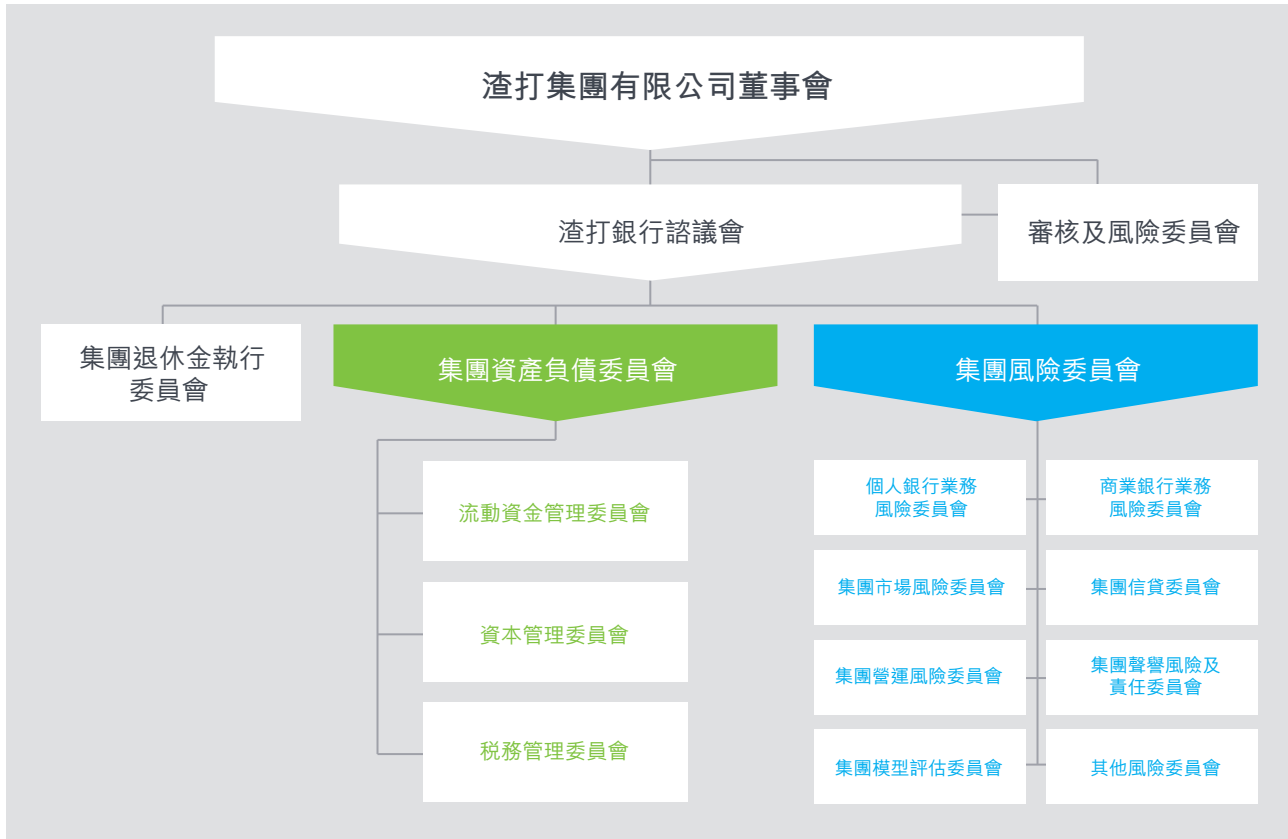 渣打集團有限公司董事會
渣打銀行諮議會
審核及風險委員會
集團退休金執行
委員會
集團資產負債委員會
集團風險委員會
流動資金管理委員會
資本管理委員會
税務管理委員會
個人銀行業務
風險委員會
商業銀行業務
風險委員會
集團市場風險委員會
集團信貸委員會
集團營運風險委員會
集團聲譽風險及
責任委員會
集團模型評估委員會
其他風險委員會